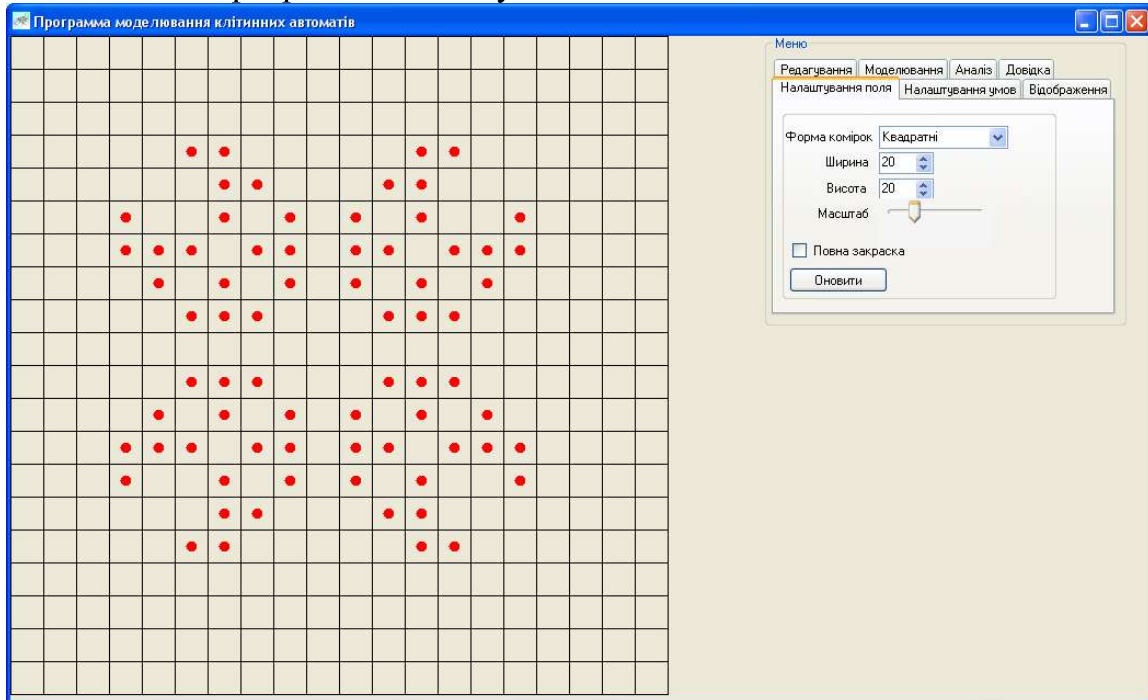 Программа моделювання клітинних автоматів
Меню
Редагування Моделювання Аналіз Довідка
Налаштування поля Налаштування умов Відображення
Форма комірок Квадратні
Ширина 20
Висота 20
Масштаб
Повна закраска
Оновити